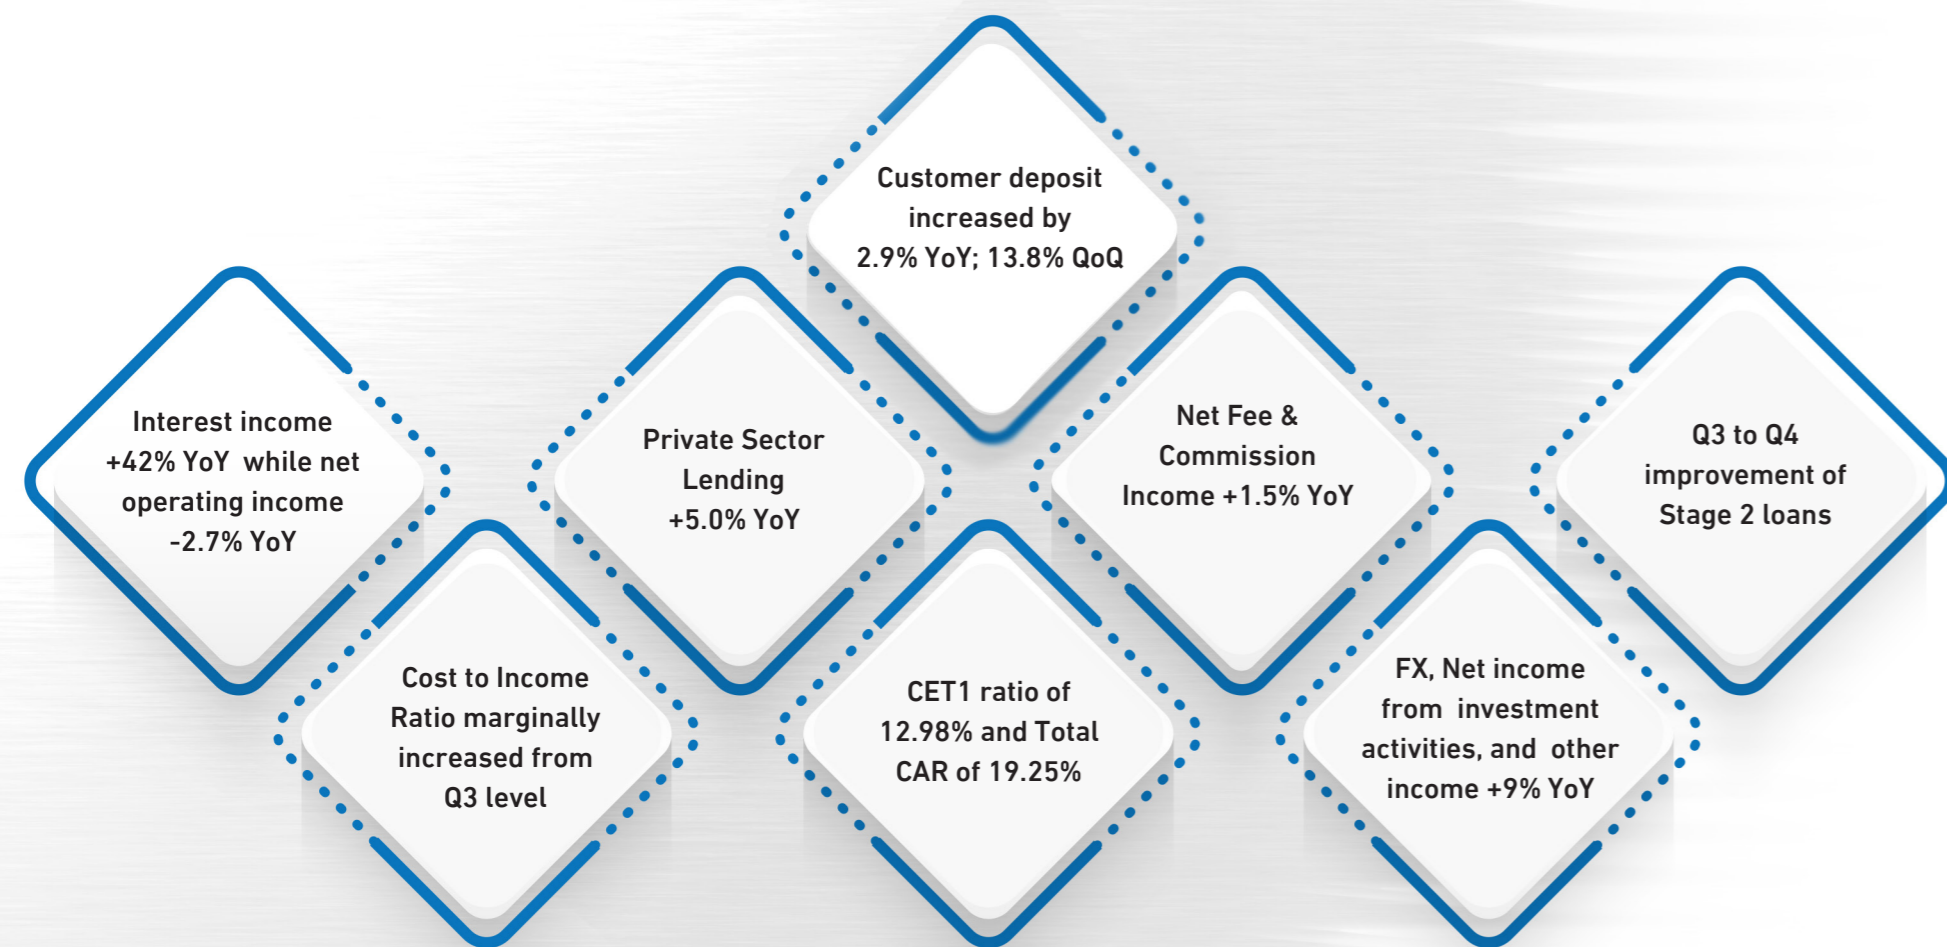 Customer deposit
increased by
2.9% YoY; 13.8% QoQ
Interest income
+42% YoY while net
operating income
-2.7% YoY
Private Sector
Lending
+5.0% YoY
Net Fee &
Commission
Income +1.5% YoY
Q3 to Q4
improvement of
Stage 2 loans
Cost to Income
Ratio marginally
increased from
Q3 level
CET1 ratio of
12.98% and Total
CAR of 19.25%
FX, Net income
from investment
activities, and other
income +9% YoY